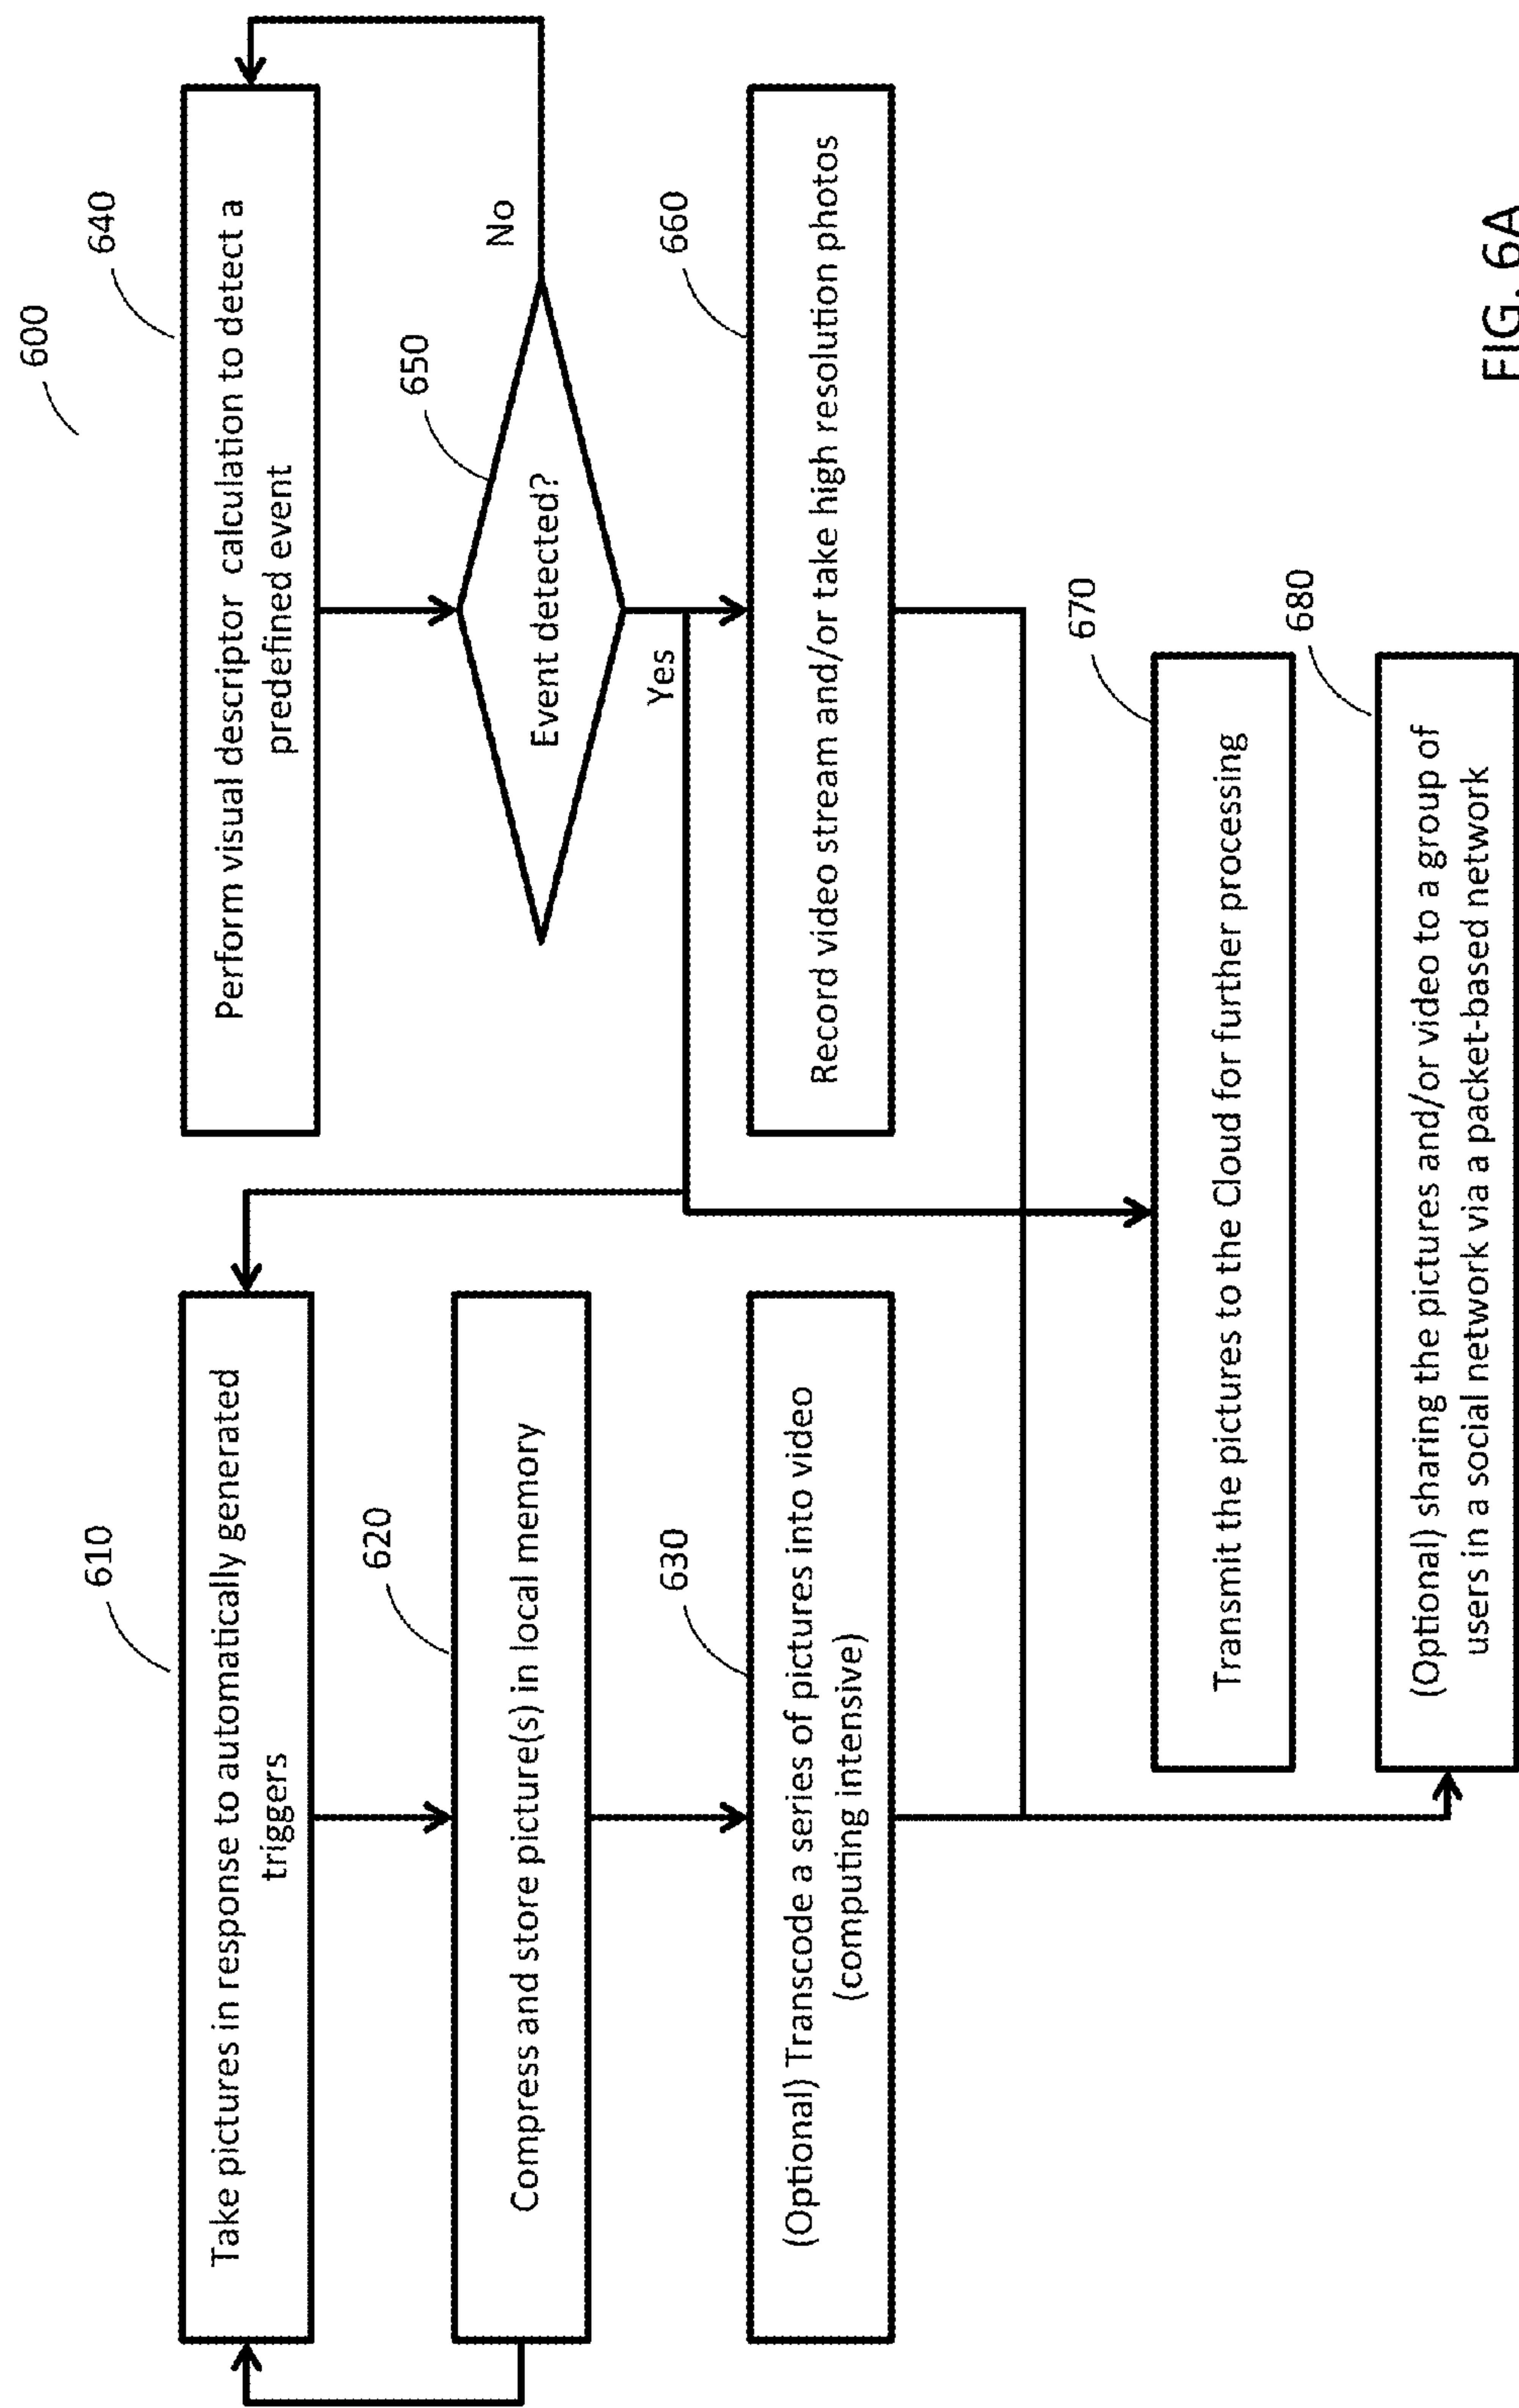 600
610
Take pictures in response to automatically generated
triggers
620
Compress and store picture(s) in local memory
630
(Optional) Transcode a series of pictures into video
(computing intensive)
640
Perform visual descriptor calculation to detect a
predefined event
650
Event detected?
No
Yes
660
Record video stream and/or take high resolution photos
670
Transmit the pictures to the Cloud for further processing
680
(Optional) sharing the pictures and/or video to a group of
users in a social network via a packet-based network
FIG. 6A